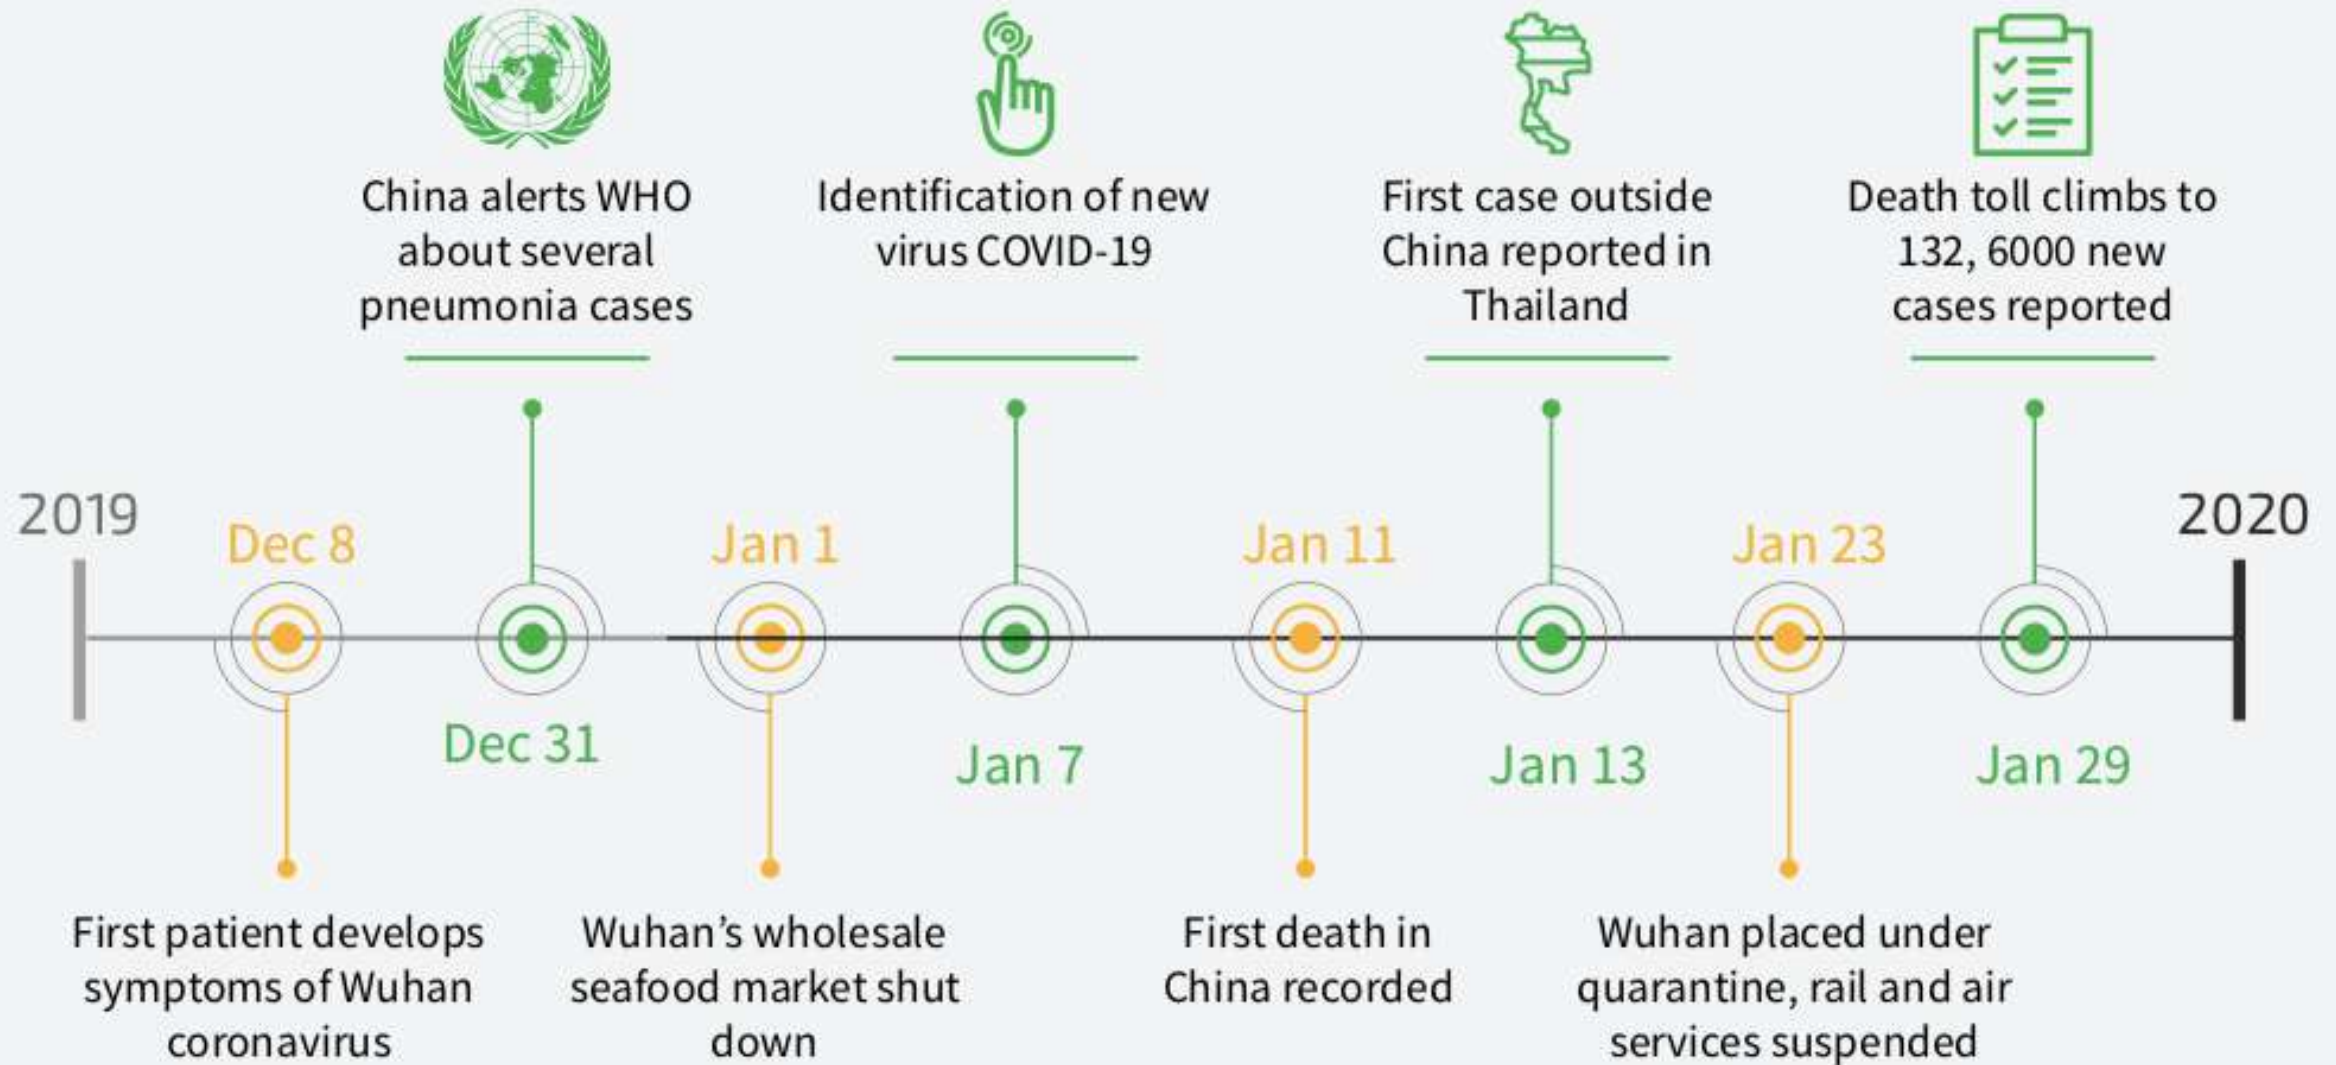 China alerts WHO
about several
pneumonia cases
Identification of new
virus COVID-19
First case outside
China reported in
Thailand
Death toll climbs to
132, 6000 new
cases reported
2019
Dec 8
Jan 1
Jan 11
Jan 23
2020
Dec 31
Jan 7
Jan 13
Jan 29
First patient develops
symptoms of Wuhan
coronavirus
Wuhan’s wholesale
seafood market shut
down
First death in
China recorded
Wuhan placed under
quarantine, rail and air
services suspended